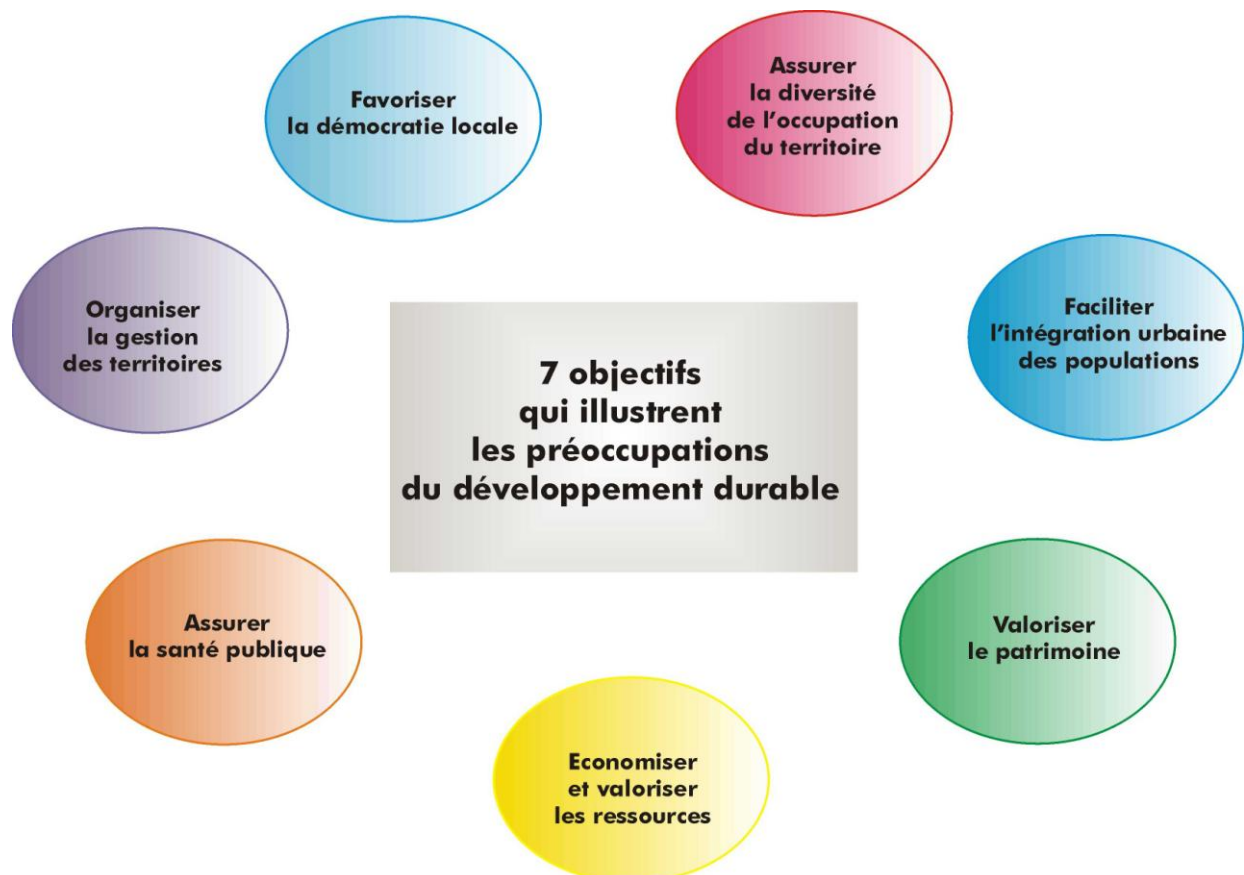 Favoriser
la démocratie locale
Assurer
la diversité
de l’occupation
du territoire
Organiser
la gestion
des territoires
Faciliter
l’intégration urbaine
des populations
7 objectifs
qui illustrent
les préoccupations
du développement durable
Assurer
la santé publique
Valoriser
le patrimoine
Economiser
et valoriser
les ressources